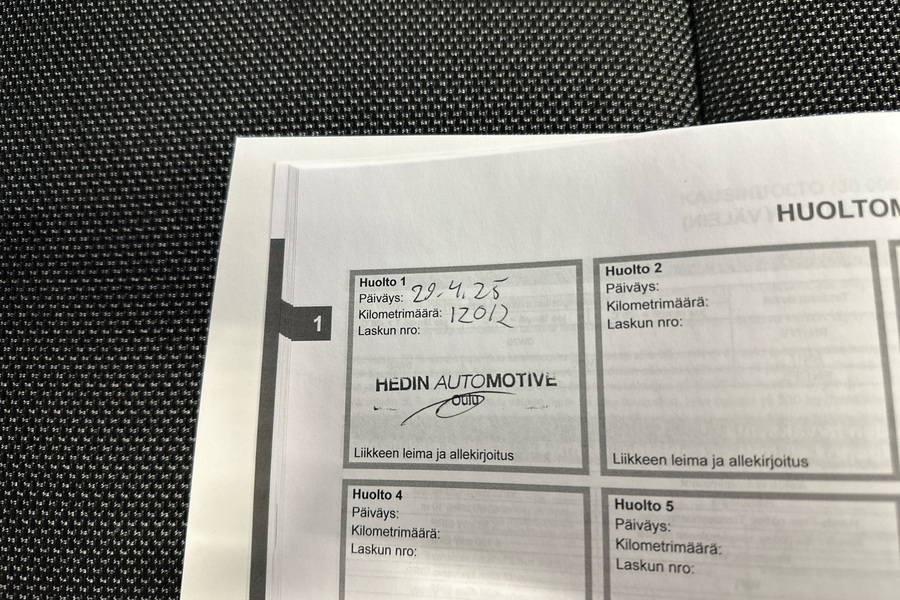 HUOLTOM
Huolto 1
Päiväys: 29.4.25
Kilometrimäärä: 12012
Laskun nro:
HEDIN AUTOMOTIVE
Oulu
Liikkeen leima ja allekirjoitus
Huolto 2
Päiväys:
Kilometrimäärä:
Laskun nro:
Liikkeen leima ja allekirjoitus
1
Huolto 4
Päiväys:
Kilometrimäärä:
Laskun nro:
Huolto 5
Päiväys:
Kilometrimäärä:
Laskun nro: